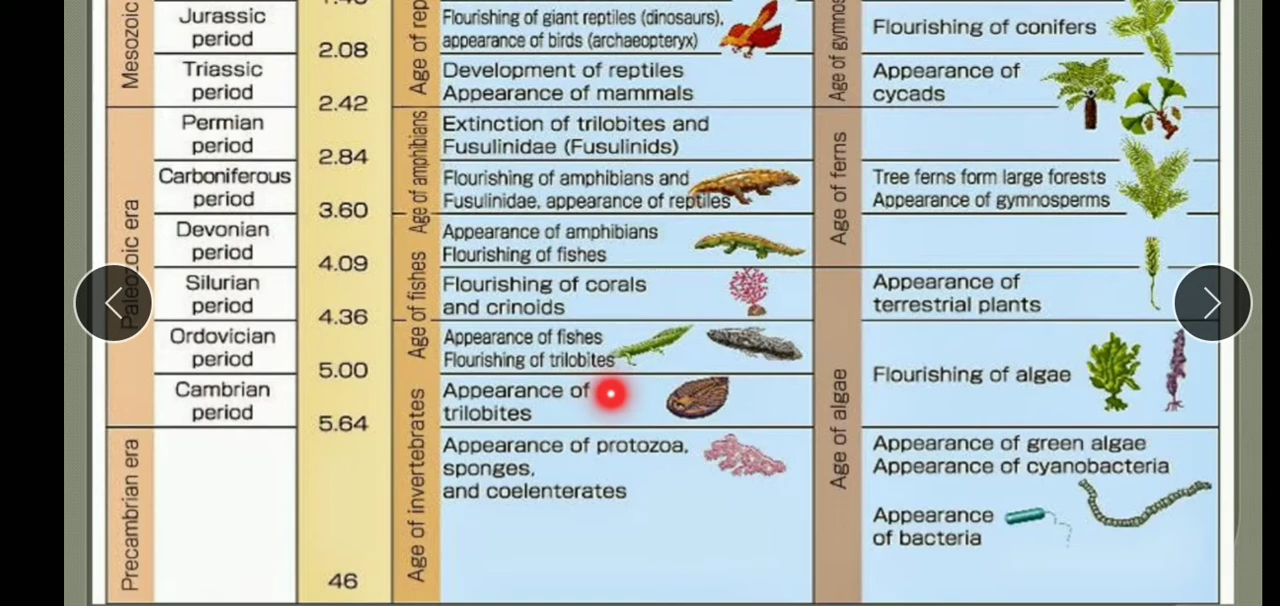 1.46
Mesozoic
Jurassic
period
2.08
Age of rep
Flourishing of giant reptiles (dinosaurs),
appearance of birds (archaeopteryx)
Age of gymnos
Flourishing of conifers
Triassic
period
2.42
Development of reptiles
Appearance of mammals
Appearance of
cycads
Paleozoic era
Permian
period
2.84
Age of amphibians
Extinction of trilobites and
Fusulinidae (Fusulinids)
Age of ferns
Carboniferous
period
3.60
Flourishing of amphibians and
Fusulinidae, appearance of reptiles
Tree ferns form large forests
Appearance of gymnosperms
Devonian
period
4.09
Age of fishes
Appearance of amphibians
Flourishing of fishes
Silurian
period
4.36
Flourishing of corals
and crinoids
Age of algae
Appearance of
terrestrial plants
Ordovician
period
5.00
Appearance of fishes
Flourishing of trilobites
Flourishing of algae
Cambrian
period
5.64
Age of invertebrates
Appearance of
trilobites
Precambrian era
46
Appearance of protozoa,
sponges,
and coelenterates
Appearance of green algae
Appearance of cyanobacteria
Appearance
of bacteria